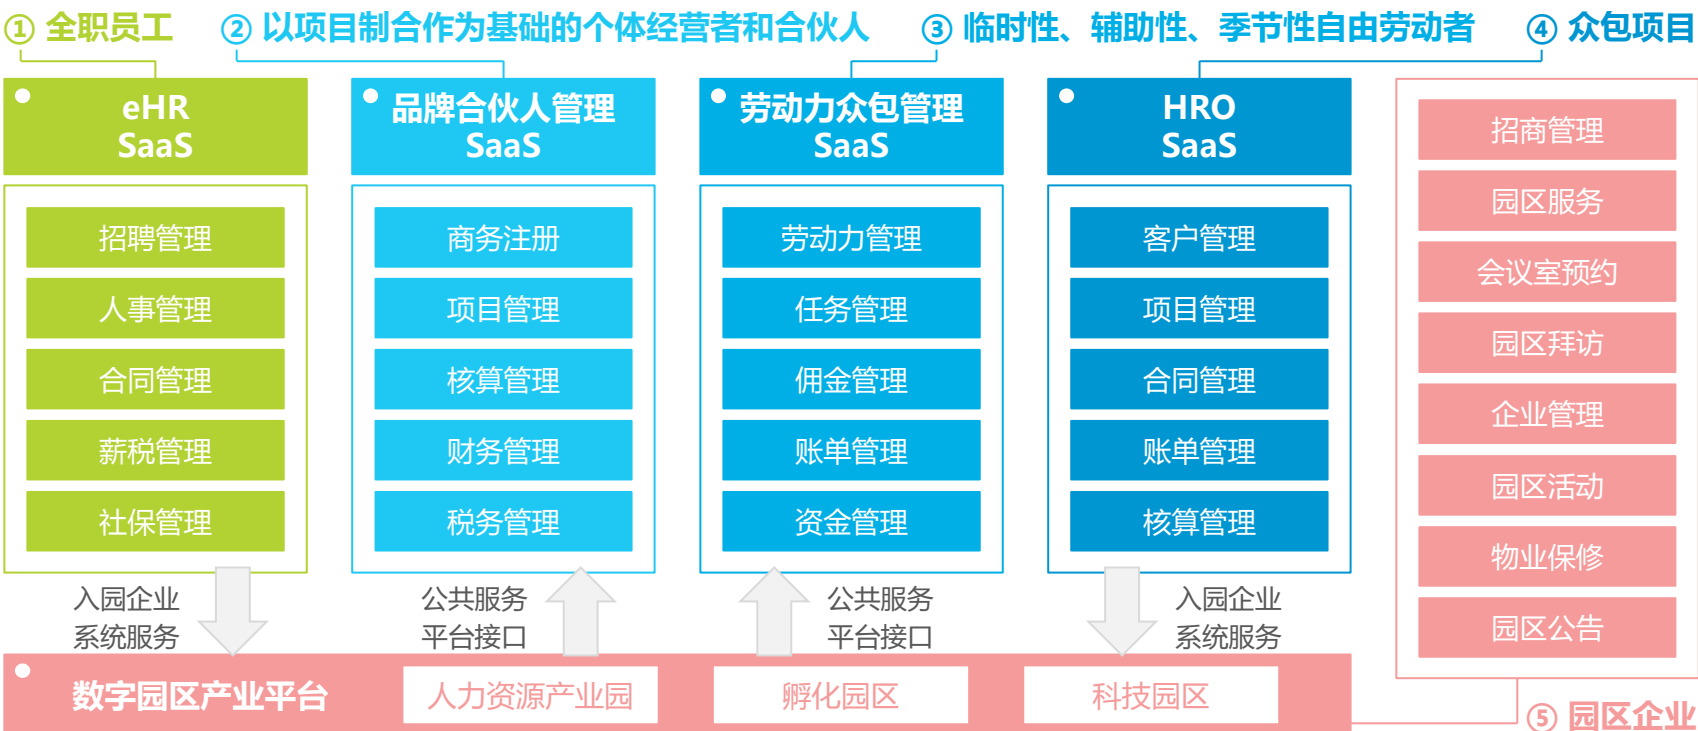 ① 全职员工
② 以项目制合作为基础的个体经营者和合伙人
③ 临时性、辅助性、季节性自由劳动者
④ 众包项目
eHR
SaaS
招聘管理
人事管理
合同管理
薪税管理
社保管理
品牌合伙人管理
SaaS
商务注册
项目管理
核算管理
财务管理
税务管理
劳动力众包管理
SaaS
劳动力管理
任务管理
佣金管理
账单管理
资金管理
HRO
SaaS
客户管理
项目管理
合同管理
账单管理
核算管理
招商管理
园区服务
会议室预约
园区拜访
企业管理
园区活动
物业保修
园区公告
入园企业
系统服务
公共服务
平台接口
公共服务
平台接口
入园企业
系统服务
数字园区产业平台
人力资源产业园
孵化园区
科技园区
⑤ 园区企业